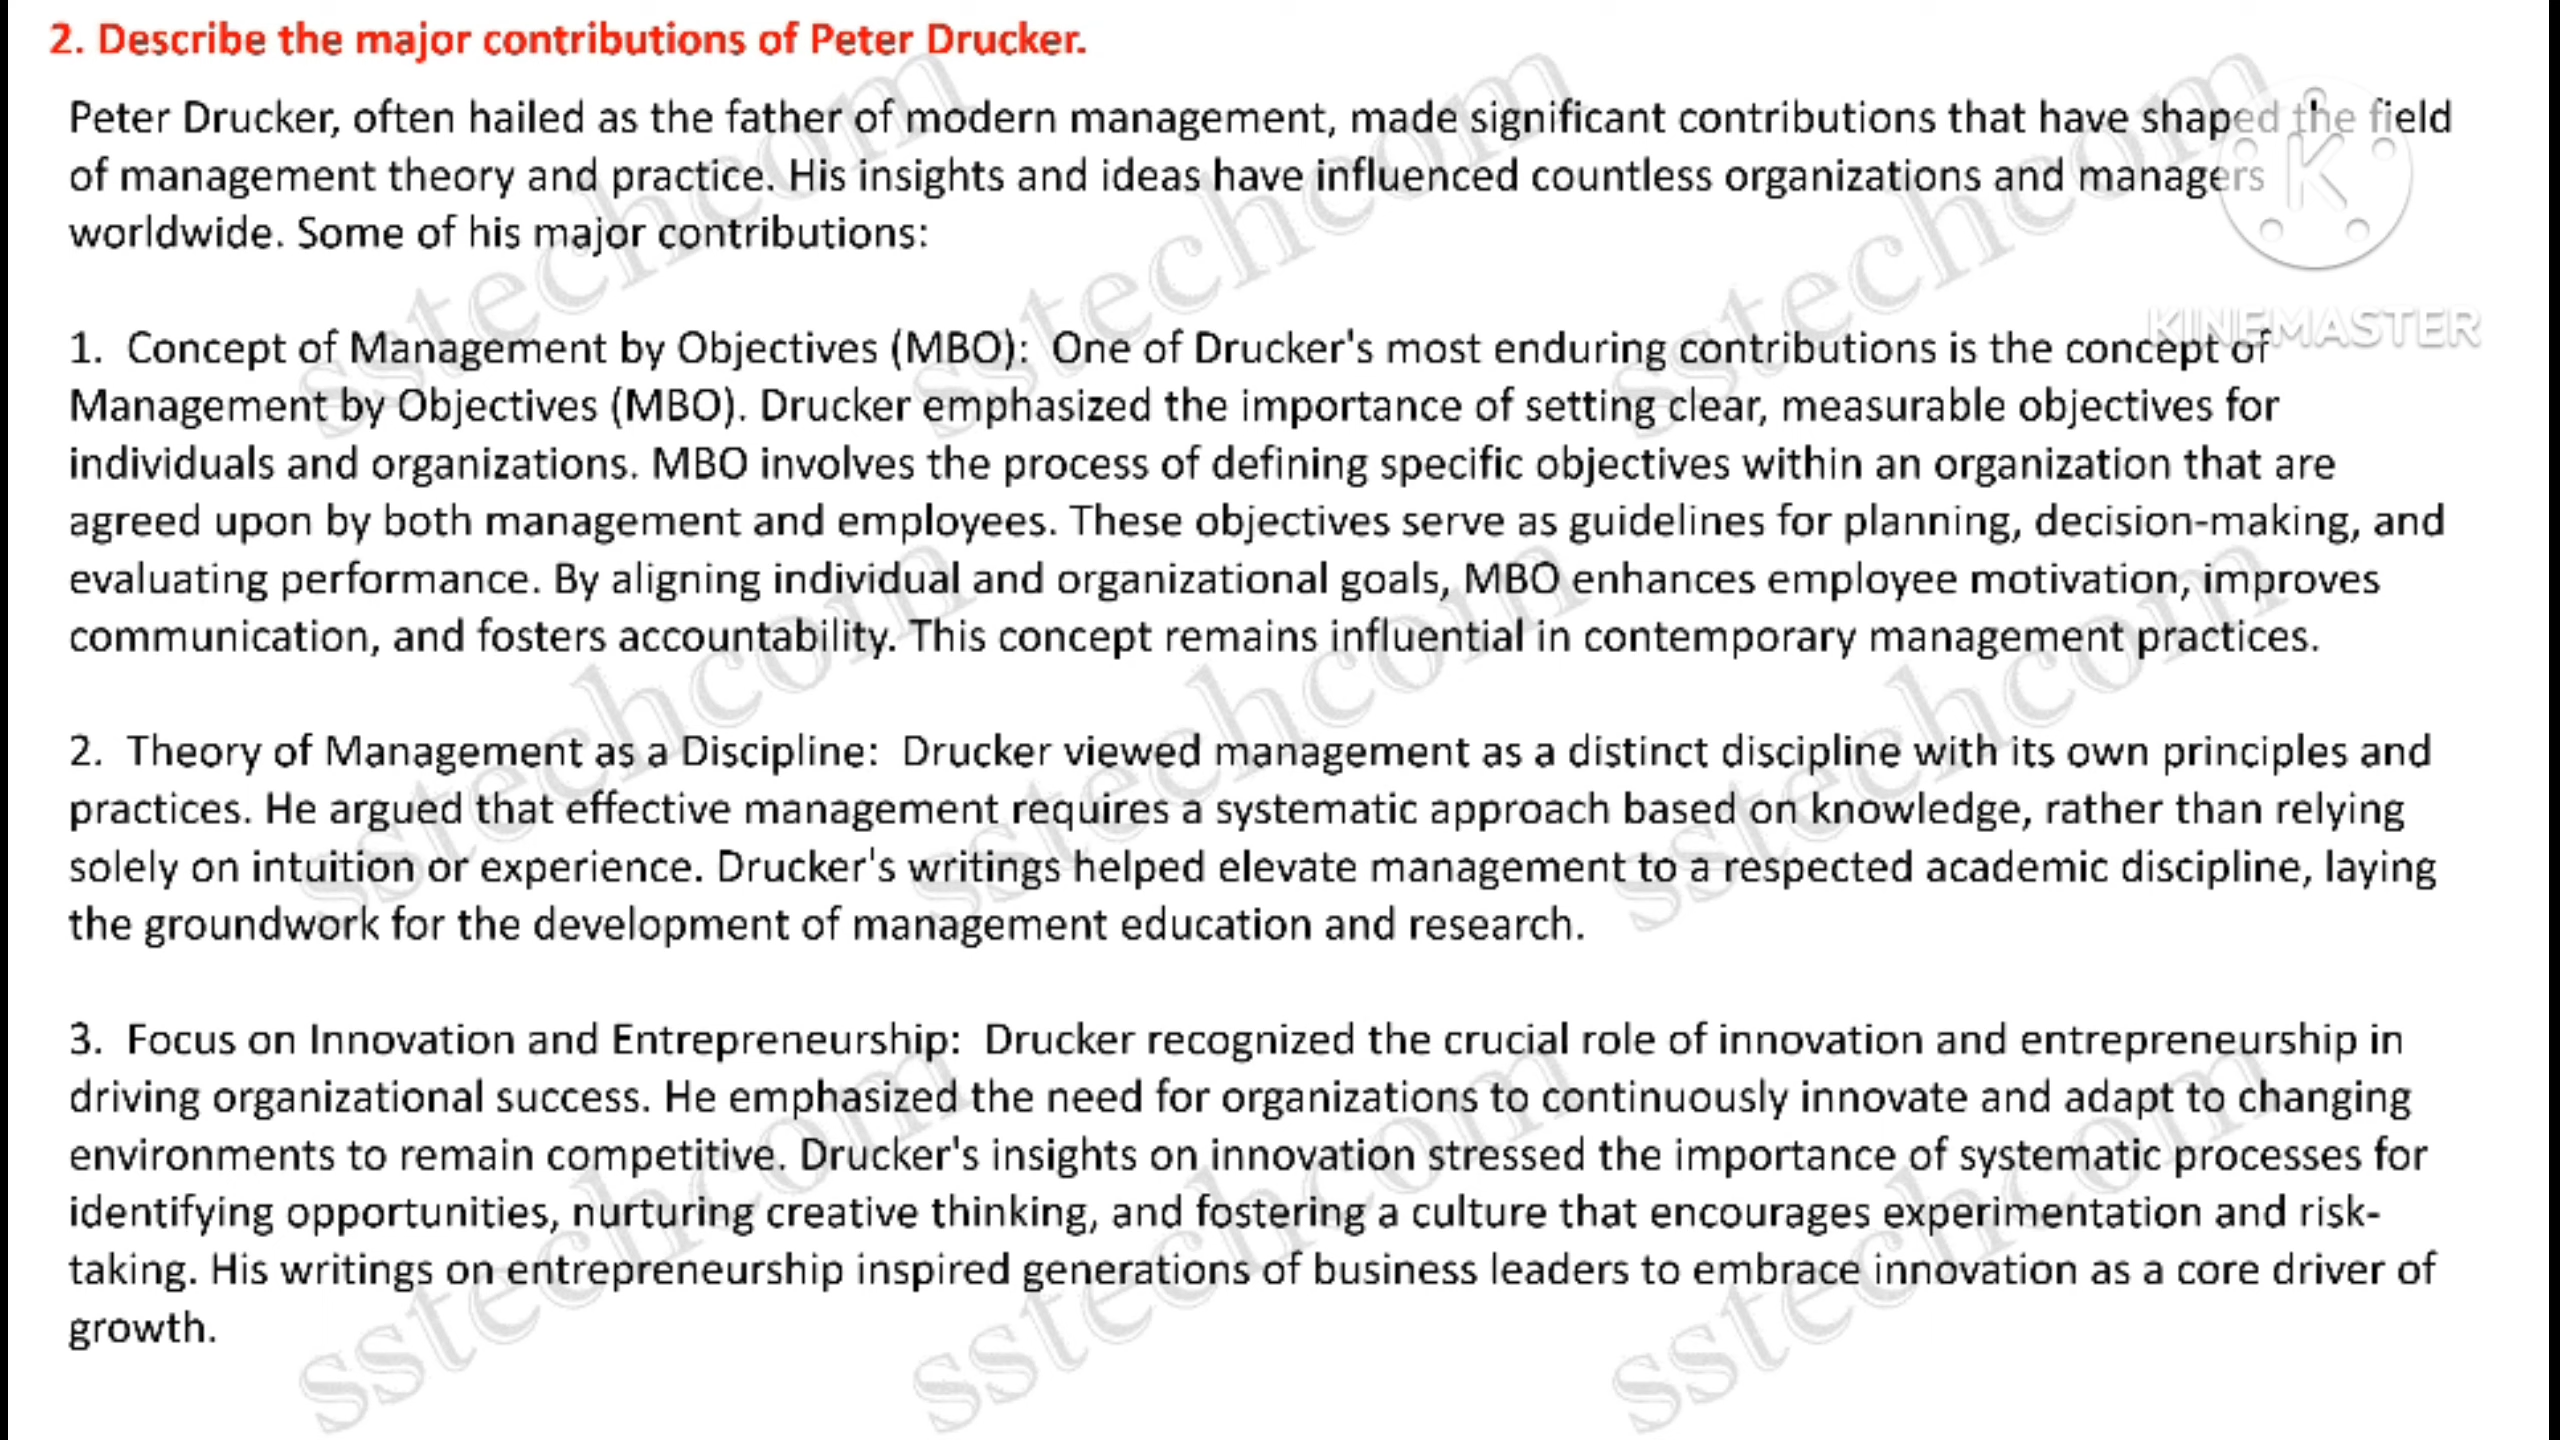 2. Describe the major contributions of Peter Drucker.
Peter Drucker, often hailed as the father of modern management, made significant contributions that have shaped the field
of management theory and practice. His insights and ideas have influenced countless organizations and managers
worldwide. Some of his major contributions:
KINEMASTER
1. Concept of Management by Objectives (MBO): One of Drucker's most enduring contributions is the concept of
Management by Objectives (MBO). Drucker emphasized the importance of setting clear, measurable objectives for
individuals and organizations. MBO involves the process of defining specific objectives within an organization that are
agreed upon by both management and employees. These objectives serve as guidelines for planning, decision-making, and
evaluating performance. By aligning individual and organizational goals, MBO enhances employee motivation, improves
communication, and fosters accountability. This concept remains influential in contemporary management practices.
2. Theory of Management as a Discipline: Drucker viewed management as a distinct discipline with its own principles and
practices. He argued that effective management requires a systematic approach based on knowledge, rather than relying
solely on intuition or experience. Drucker's writings helped elevate management to a respected academic discipline, laying
the groundwork for the development of management education and research.
3. Focus on Innovation and Entrepreneurship: Drucker recognized the crucial role of innovation and entrepreneurship in
driving organizational success. He emphasized the need for organizations to continuously innovate and adapt to changing
environments to remain competitive. Drucker's insights on innovation stressed the importance of systematic processes for
identifying opportunities, nurturing creative thinking, and fostering a culture that encourages experimentation and risk-
taking. His writings on entrepreneurship inspired generations of business leaders to embrace innovation as a core driver of
growth.
sstechcom
sstechcom
sstechcom
sstechcom
sstechcom
sstechcom
sstechcom
sstechcom
sstechcom